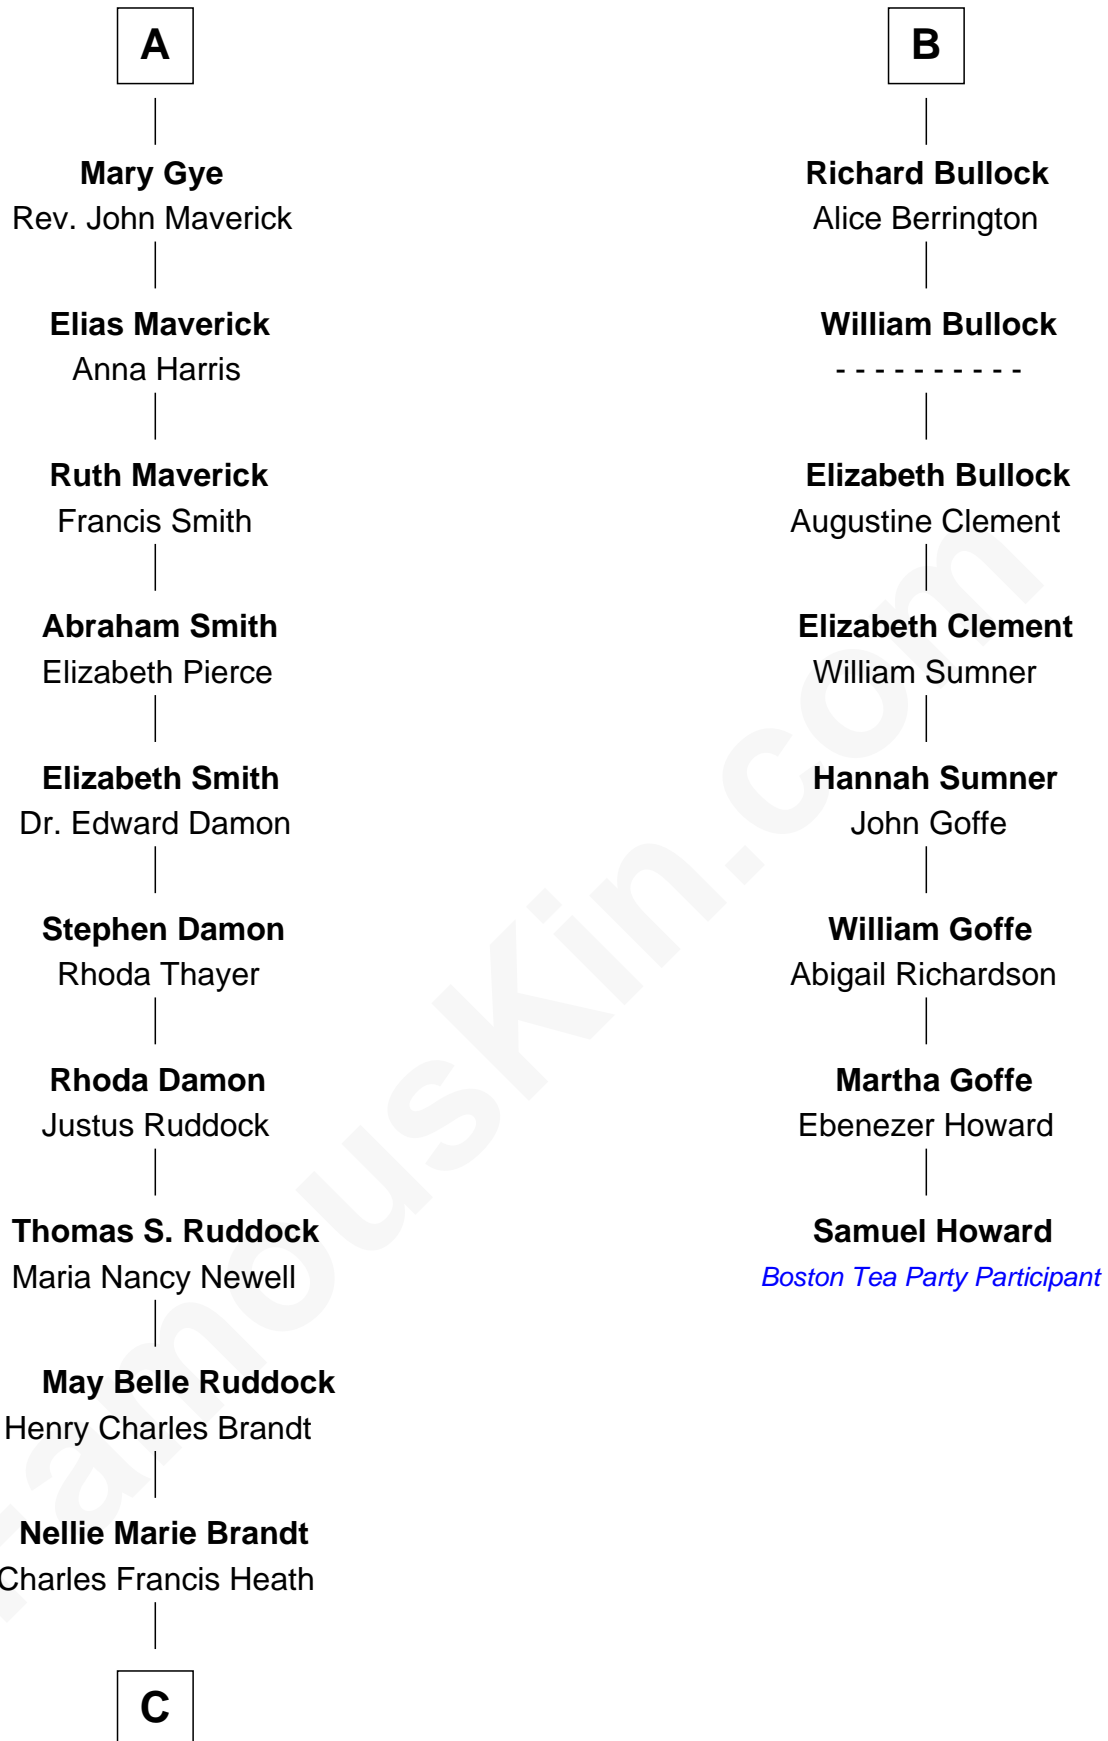 A
Mary Gye
Rev. John Maverick
Elias Maverick
Anna Harris
Ruth Maverick
Francis Smith
Abraham Smith
Elizabeth Pierce
Elizabeth Smith
Dr. Edward Damon
Stephen Damon
Rhoda Thayer
Rhoda Damon
Justus Ruddock
Thomas S. Ruddock
Maria Nancy Newell
May Belle Ruddock
Henry Charles Brandt
Nellie Marie Brandt
Charles Francis Heath
C
B
Richard Bullock
Alice Berrington
William Bullock
- - - - - - - - - -
Elizabeth Bullock
Augustine Clement
Elizabeth Clement
William Sumner
Hannah Sumner
John Goffe
William Goffe
Abigail Richardson
Martha Goffe
Ebenezer Howard
Samuel Howard
Boston Tea Party Participant
FamousKin.com